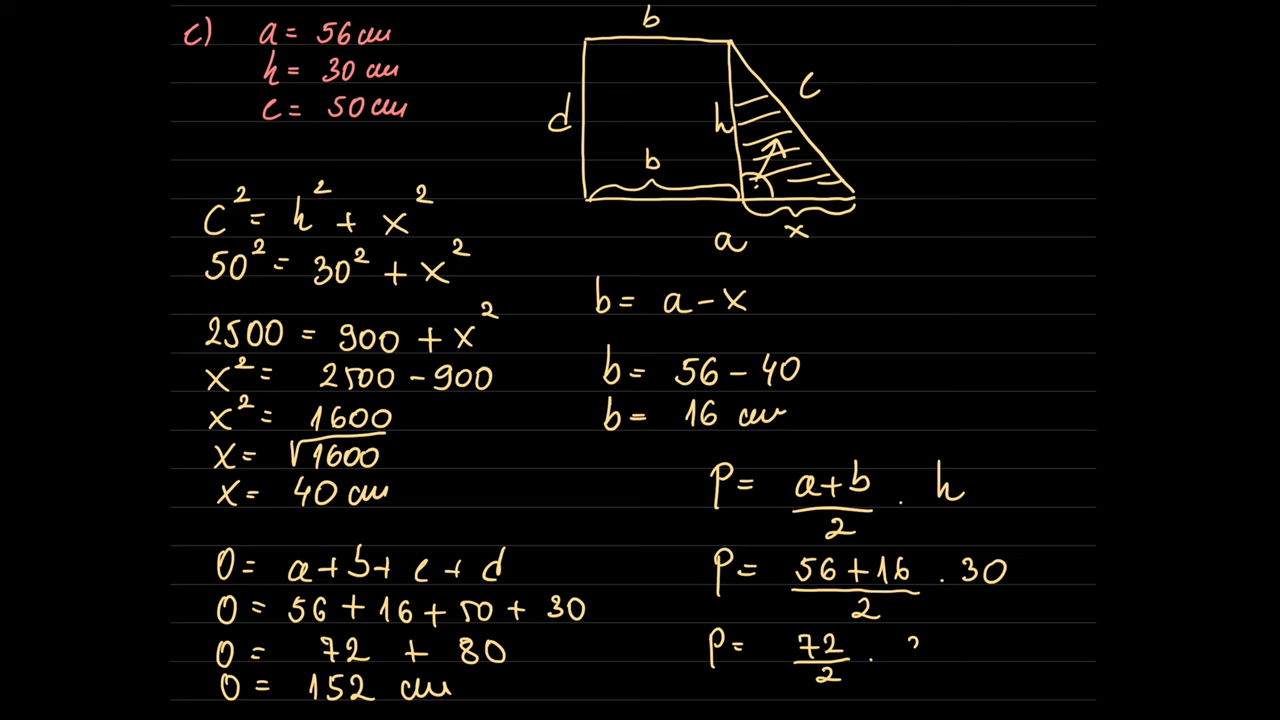 c) a = 56 cm
h = 30 cm
c = 50 cm
b
d
h
c
b
a
x
c² = h² + x²
50² = 30² + x²
2500 = 900 + x²
x² = 2500 - 900
x² = 1600
x = √1600
x = 40 cm
b = a - x
b = 56 - 40
b = 16 cm
O = a + b + c + d
O = 56 + 16 + 50 + 30
O = 72 + 80
O = 152 cm
P = a+b/2 . h
P = 56+16/2 . 30
P = 72/2 .